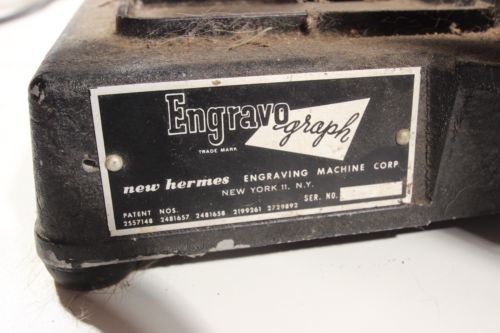 Engravograph
TRADE MARK
new hermes ENGRAVING MACHINE CORP
NEW YORK 11, N.Y.
PATENT NOS. SER. NO.
2557148 2481657 2481658 2199261 2729892